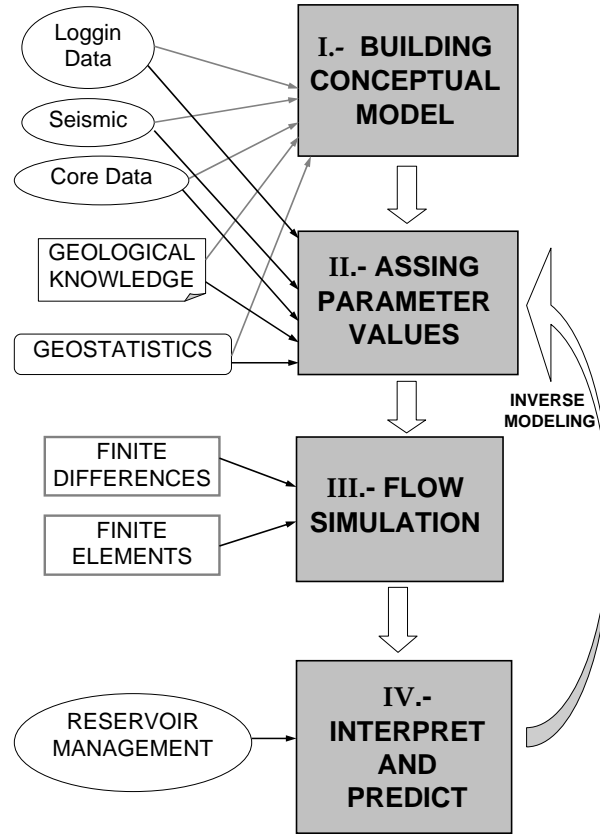 Loggin
Data
Seismic
Core Data
GEOLOGICAL
KNOWLEDGE
GEOSTATISTICS
I.- BUILDING
CONCEPTUAL
MODEL
II.- ASSING
PARAMETER
VALUES
INVERSE
MODELING
FINITE
DIFFERENCES
FINITE
ELEMENTS
III.- FLOW
SIMULATION
RESERVOIR
MANAGEMENT
IV.-
INTERPRET
AND
PREDICT